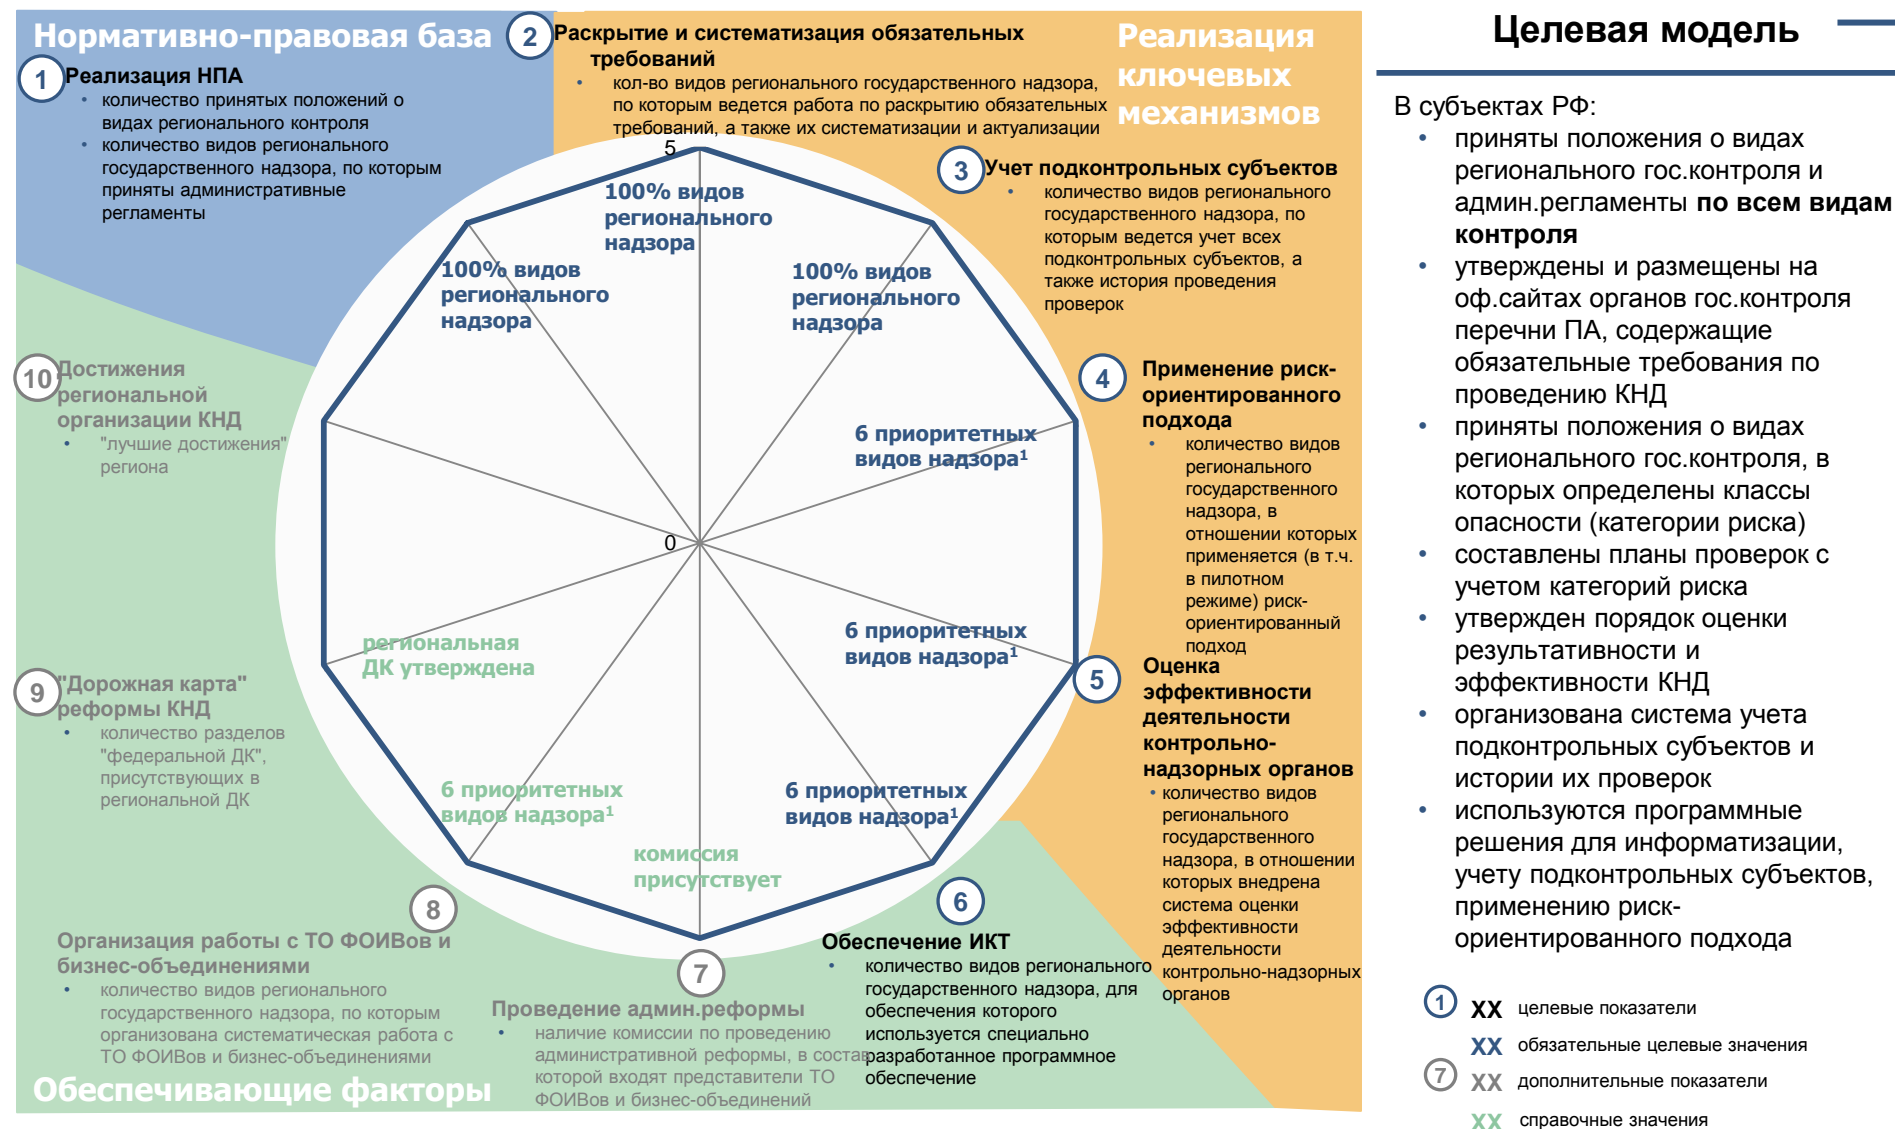 Нормативно-правовая база
1
Реализация НПА
• количество принятых положений о
видах регионального контроля
• количество видов регионального
государственного надзора, по которым
приняты административные
регламенты
2
Раскрытие и систематизация обязательных
требований
• кол-во видов регионального государственного надзора,
по которым ведется работа по раскрытию обязательных
требований, а также их систематизации и актуализации
Реализация
ключевых
механизмов
3
Учет подконтрольных субъектов
• количество видов регионального
государственного надзора, по
которым ведется учет всех
подконтрольных субъектов, а
также история проведения
проверок
4
Применение риск-
ориентированного
подхода
• количество видов
регионального
государственного
надзора, в
отношении которых
применяется (в т.ч.
в пилотном
режиме) риск-
ориентированный
подход
5
Оценка
эффективности
деятельности
контрольно-
надзорных органов
• количество видов
регионального
государственного
надзора, в отношении
которых внедрена
система оценки
эффективности
деятельности
контрольно-надзорных
органов
6
Обеспечение ИКТ
• количество видов регионального
государственного надзора, для
обеспечения которого
используется специально
разработанное программное
обеспечение
7
Проведение админ.реформы
• наличие комиссии по проведению
административной реформы, в состав
которой входят представители ТО
ФОИВов и бизнес-объединений
8
Организация работы с ТО ФОИВов и
бизнес-объединениями
• количество видов регионального
государственного надзора, по которым
организована систематическая работа с
ТО ФОИВов и бизнес-объединениями
Обеспечивающие факторы
9
"Дорожная карта"
реформы КНД
• количество разделов
"федеральной ДК",
присутствующих в
региональной ДК
10
Достижения
региональной
организации КНД
• "лучшие достижения"
региона
5
0
100% видов
регионального
надзора
100% видов
регионального
надзора
100% видов
регионального
надзора
6 приоритетных
видов надзора¹
6 приоритетных
видов надзора¹
6 приоритетных
видов надзора¹
комиссия
присутствует
6 приоритетных
видов надзора¹
региональная
ДК утверждена
Целевая модель
В субъектах РФ:
• приняты положения о видах
регионального гос.контроля и
админ.регламенты по всем видам
контроля
• утверждены и размещены на
оф.сайтах органов гос.контроля
перечни ПА, содержащие
обязательные требования по
проведению КНД
• приняты положения о видах
регионального гос.контроля, в
которых определены классы
опасности (категории риска)
• составлены планы проверок с
учетом категорий риска
• утвержден порядок оценки
результативности и
эффективности КНД
• организована система учета
подконтрольных субъектов и
истории их проверок
• используются программные
решения для информатизации,
учету подконтрольных субъектов,
применению риск-
ориентированного подхода
1 XX целевые показатели
XX обязательные целевые значения
7 XX дополнительные показатели
XX справочные значения